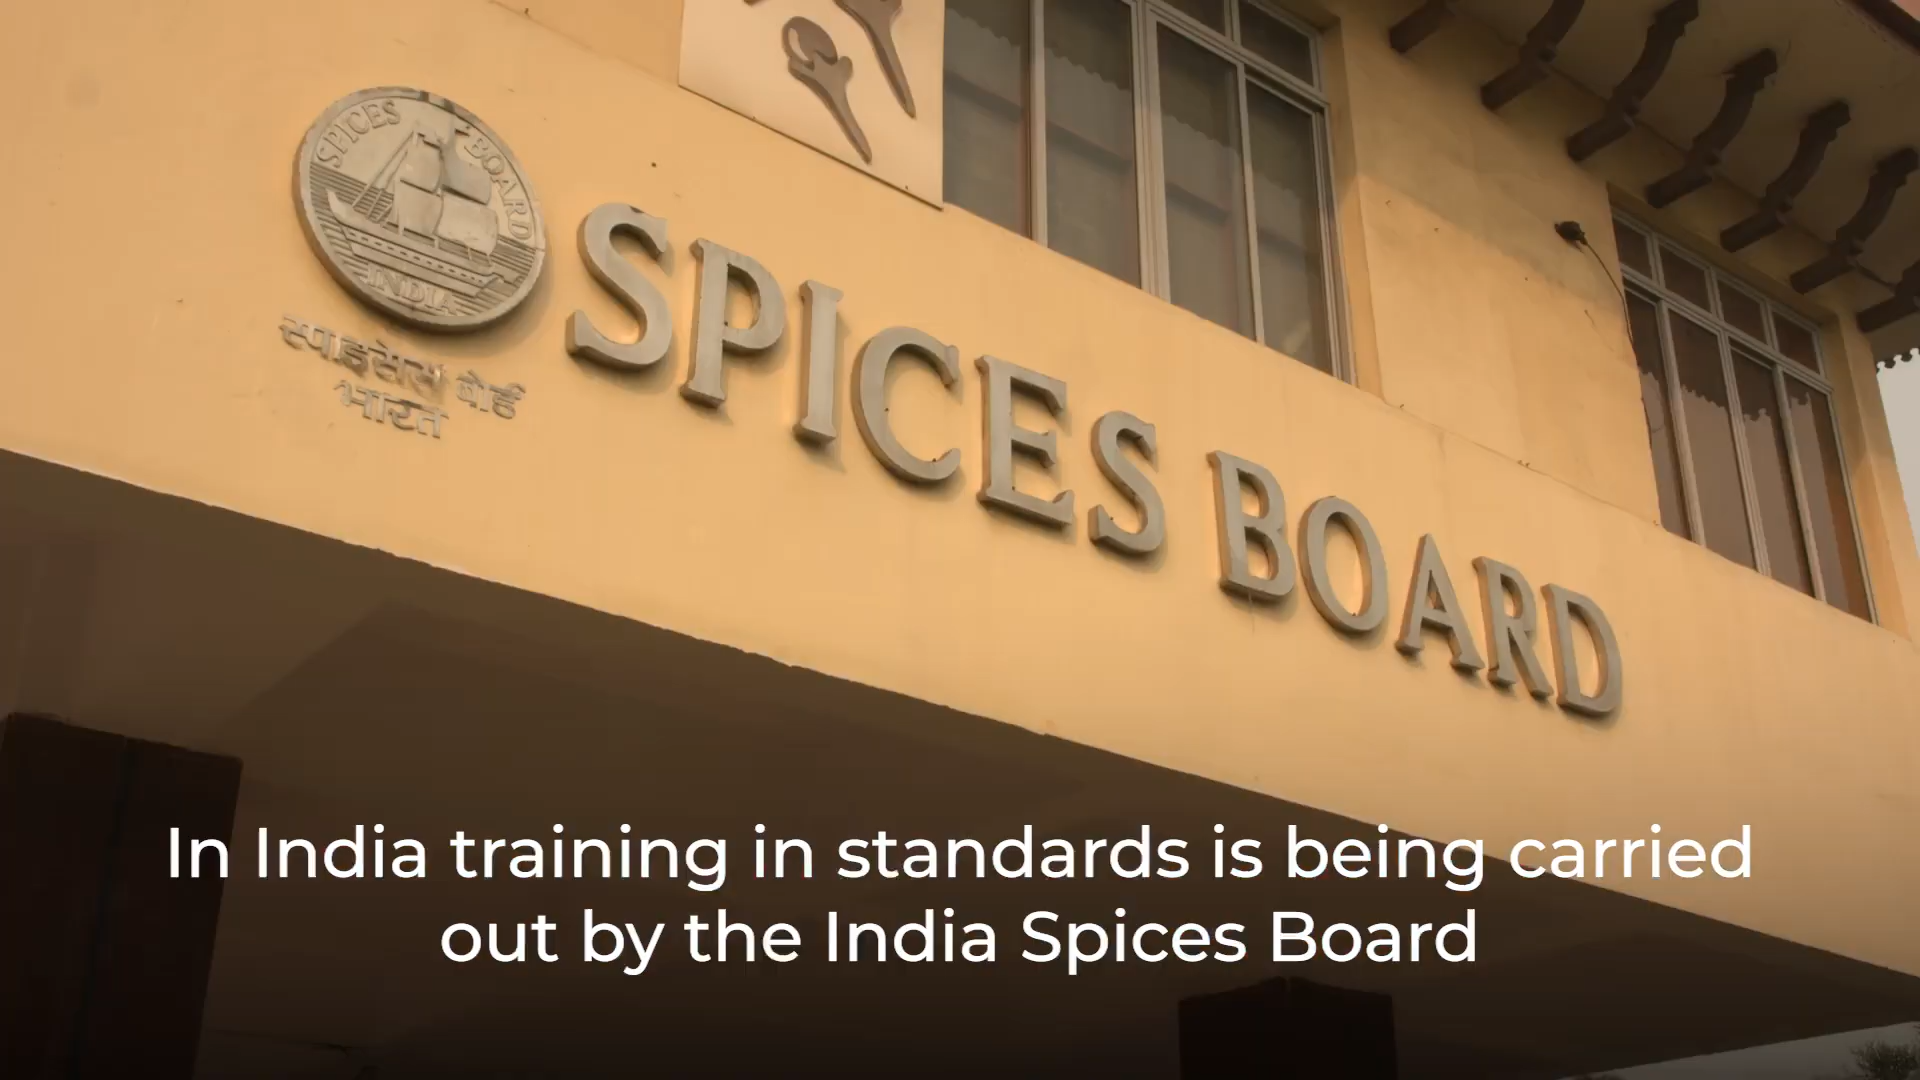 SPICES BOARD
INDIA
स्पाइसेस बोर्ड
भारत
SPICES BOARD
In India training in standards is being carried
out by the India Spices Board